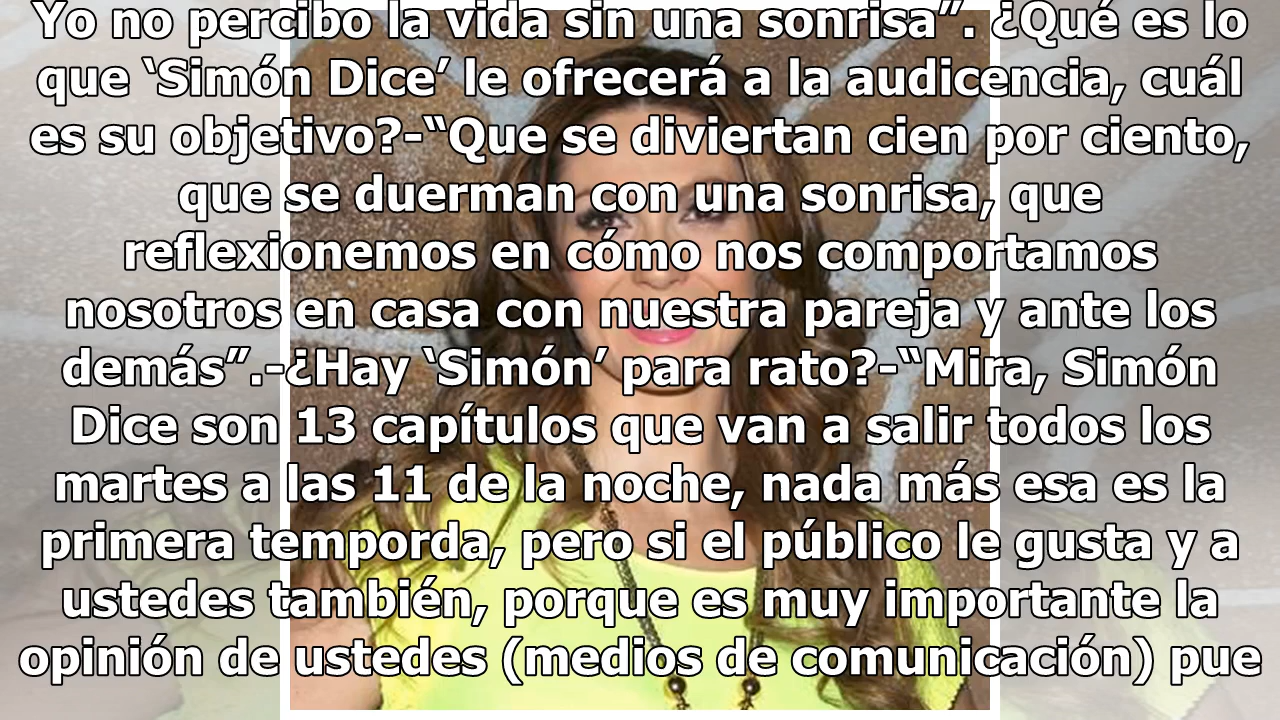 Yo no percibo la vida sin una sonrisa”. ¿Qué es lo
que ‘Simón Dice’ le ofrecerá a la audicencia, cuál
es su objetivo?-“Que se diviertan cien por ciento,
que se duerman con una sonrisa, que
reflexionemos en cómo nos comportamos
nosotros en casa con nuestra pareja y ante los
demás”.-¿Hay ‘Simón’ para rato?-“Mira, Simón
Dice son 13 capítulos que van a salir todos los
martes a las 11 de la noche, nada más esa es la
primera temporda, pero si el público le gusta y a
ustedes también, porque es muy importante la
opinión de ustedes (medios de comunicación) pue